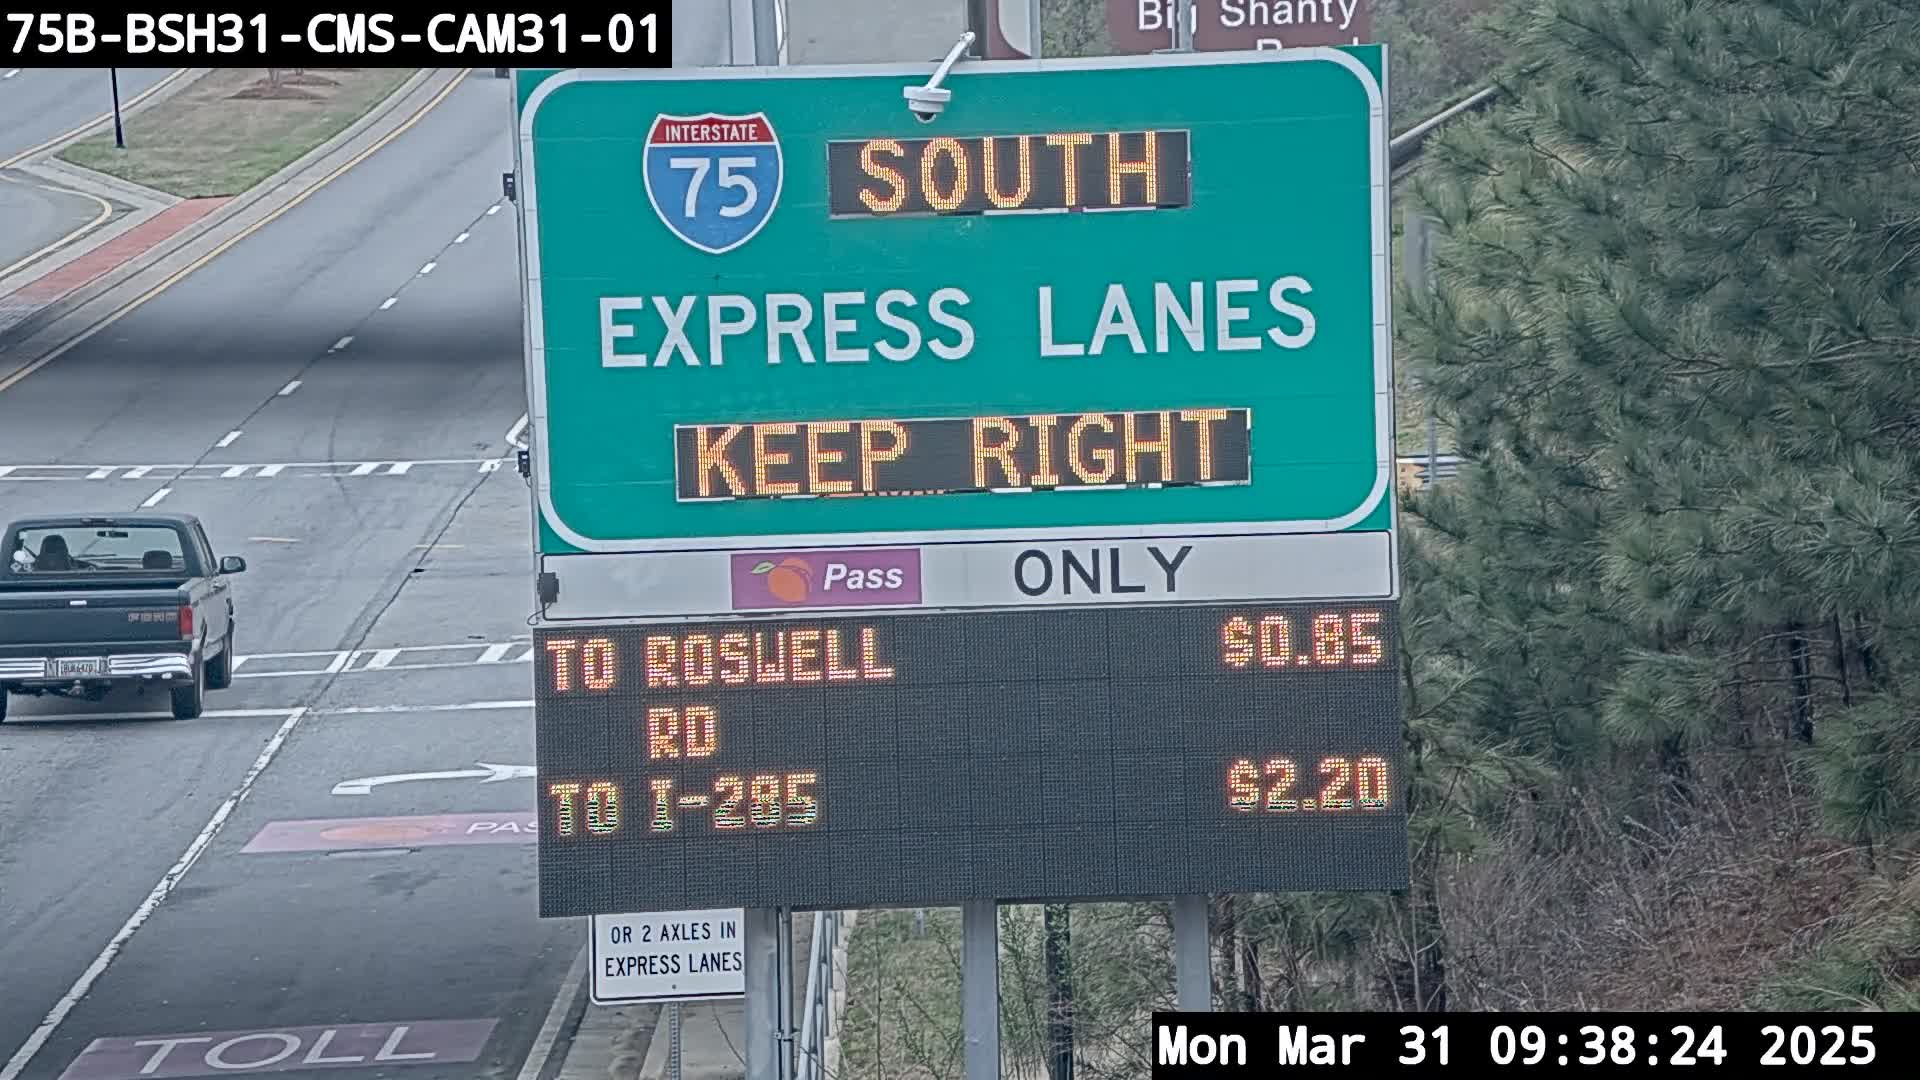 75B-BSH31-CMS-CAM31-01
Big Shanty
INTERSTATE
75
SOUTH
EXPRESS LANES
KEEP RIGHT
Pass
ONLY
TO ROSWELL $0.85
RD
TO I-285 $2.20
FORD
OR 2 AXLES IN
EXPRESS LANES
TOLL
Mon Mar 31 09:38:24 2025